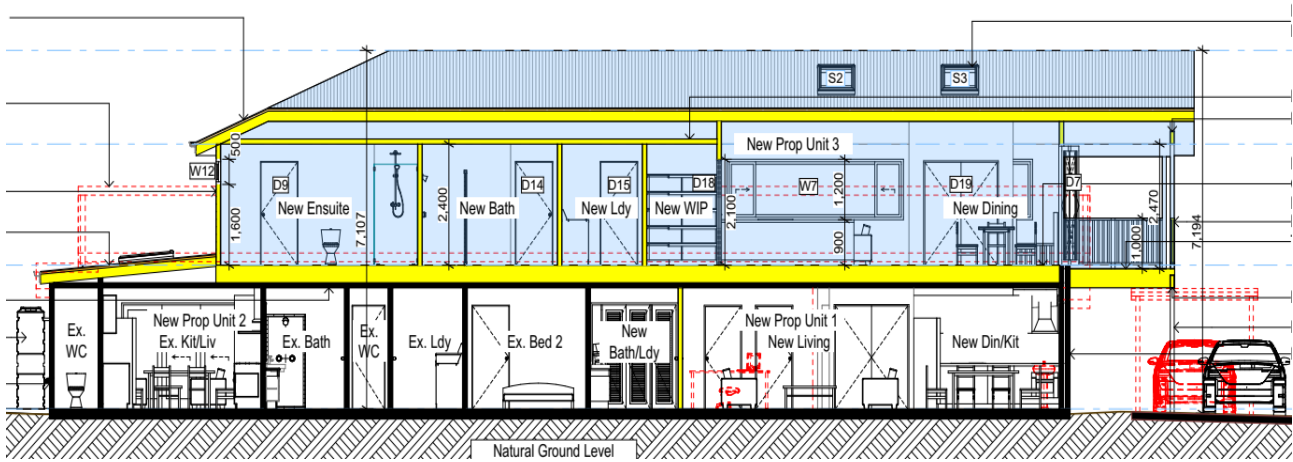 S2
S3
500
W12
New Prop Unit 3
D9
D14
D15
D18
W7
D19
D7
1,200
2,400
New Ensuite
New Bath
New Ldy
New WIP
New Dining
1,600
7,107
2,100
900
1,000
2,470
7,194
New Prop Unit 2
Ex. Kit/Liv
Ex.
WC
Ex. Bath
Ex.
WC
Ex. Ldy
Ex. Bed 2
New
Bath/Ldy
New Prop Unit 1
New Living
New Din/Kit
Natural Ground Level